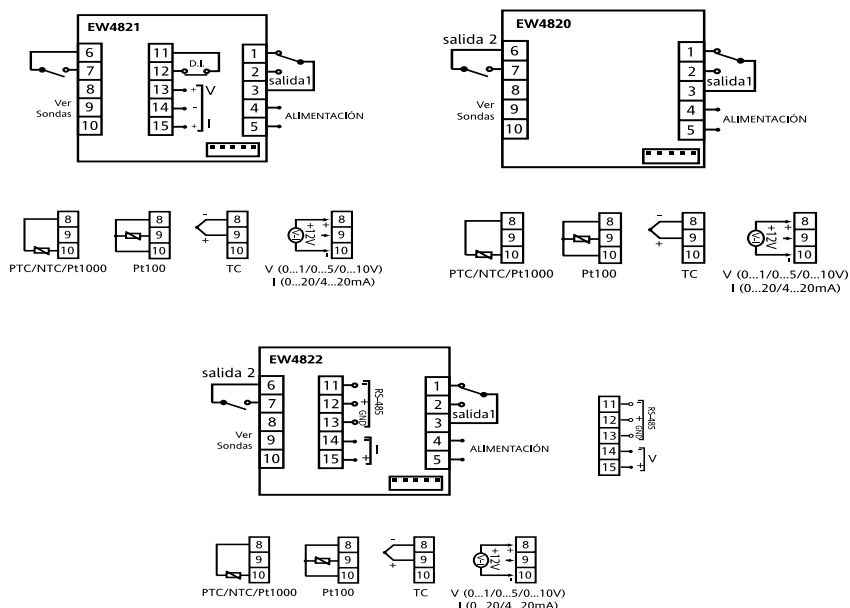 EW4821
6
7
8
9
10
Ver
Sondas
11
12
13
14
15
D.I.
+ V
-
+ I
1
2
3
4
5
salida1
ALIMENTACIÓN
EW4820
salida 2
6
7
8
9
10
Ver
Sondas
1
2
3
4
5
salida1
ALIMENTACIÓN
8
9
10
PTC/NTC/Pt1000
8
9
10
Pt100
-
+
8
9
10
TC
V-I
+12V
+
-
8
9
10
V (0...1/0...5/0...10V)
I (0...20/4...20mA)
8
9
10
PTC/NTC/Pt1000
8
9
10
Pt100
-
+
8
9
10
TC
V-I
+12V
+
-
8
9
10
V (0...1/0...5/0...10V)
I (0...20/4...20mA)
EW4822
salida 2
6
7
8
9
10
Ver
Sondas
11 -
12 +
13 GND
RS-485
14 -
15 +
I
1
2
3
4
5
salida1
ALIMENTACIÓN
11 -
12 +
13 GND
RS-485
14 -
15 +
V
8
9
10
PTC/NTC/Pt1000
8
9
10
Pt100
-
+
8
9
10
TC
V-I
+12V
+
-
8
9
10
V (0...1/0...5/0...10V)
I (0...20/4...20mA)